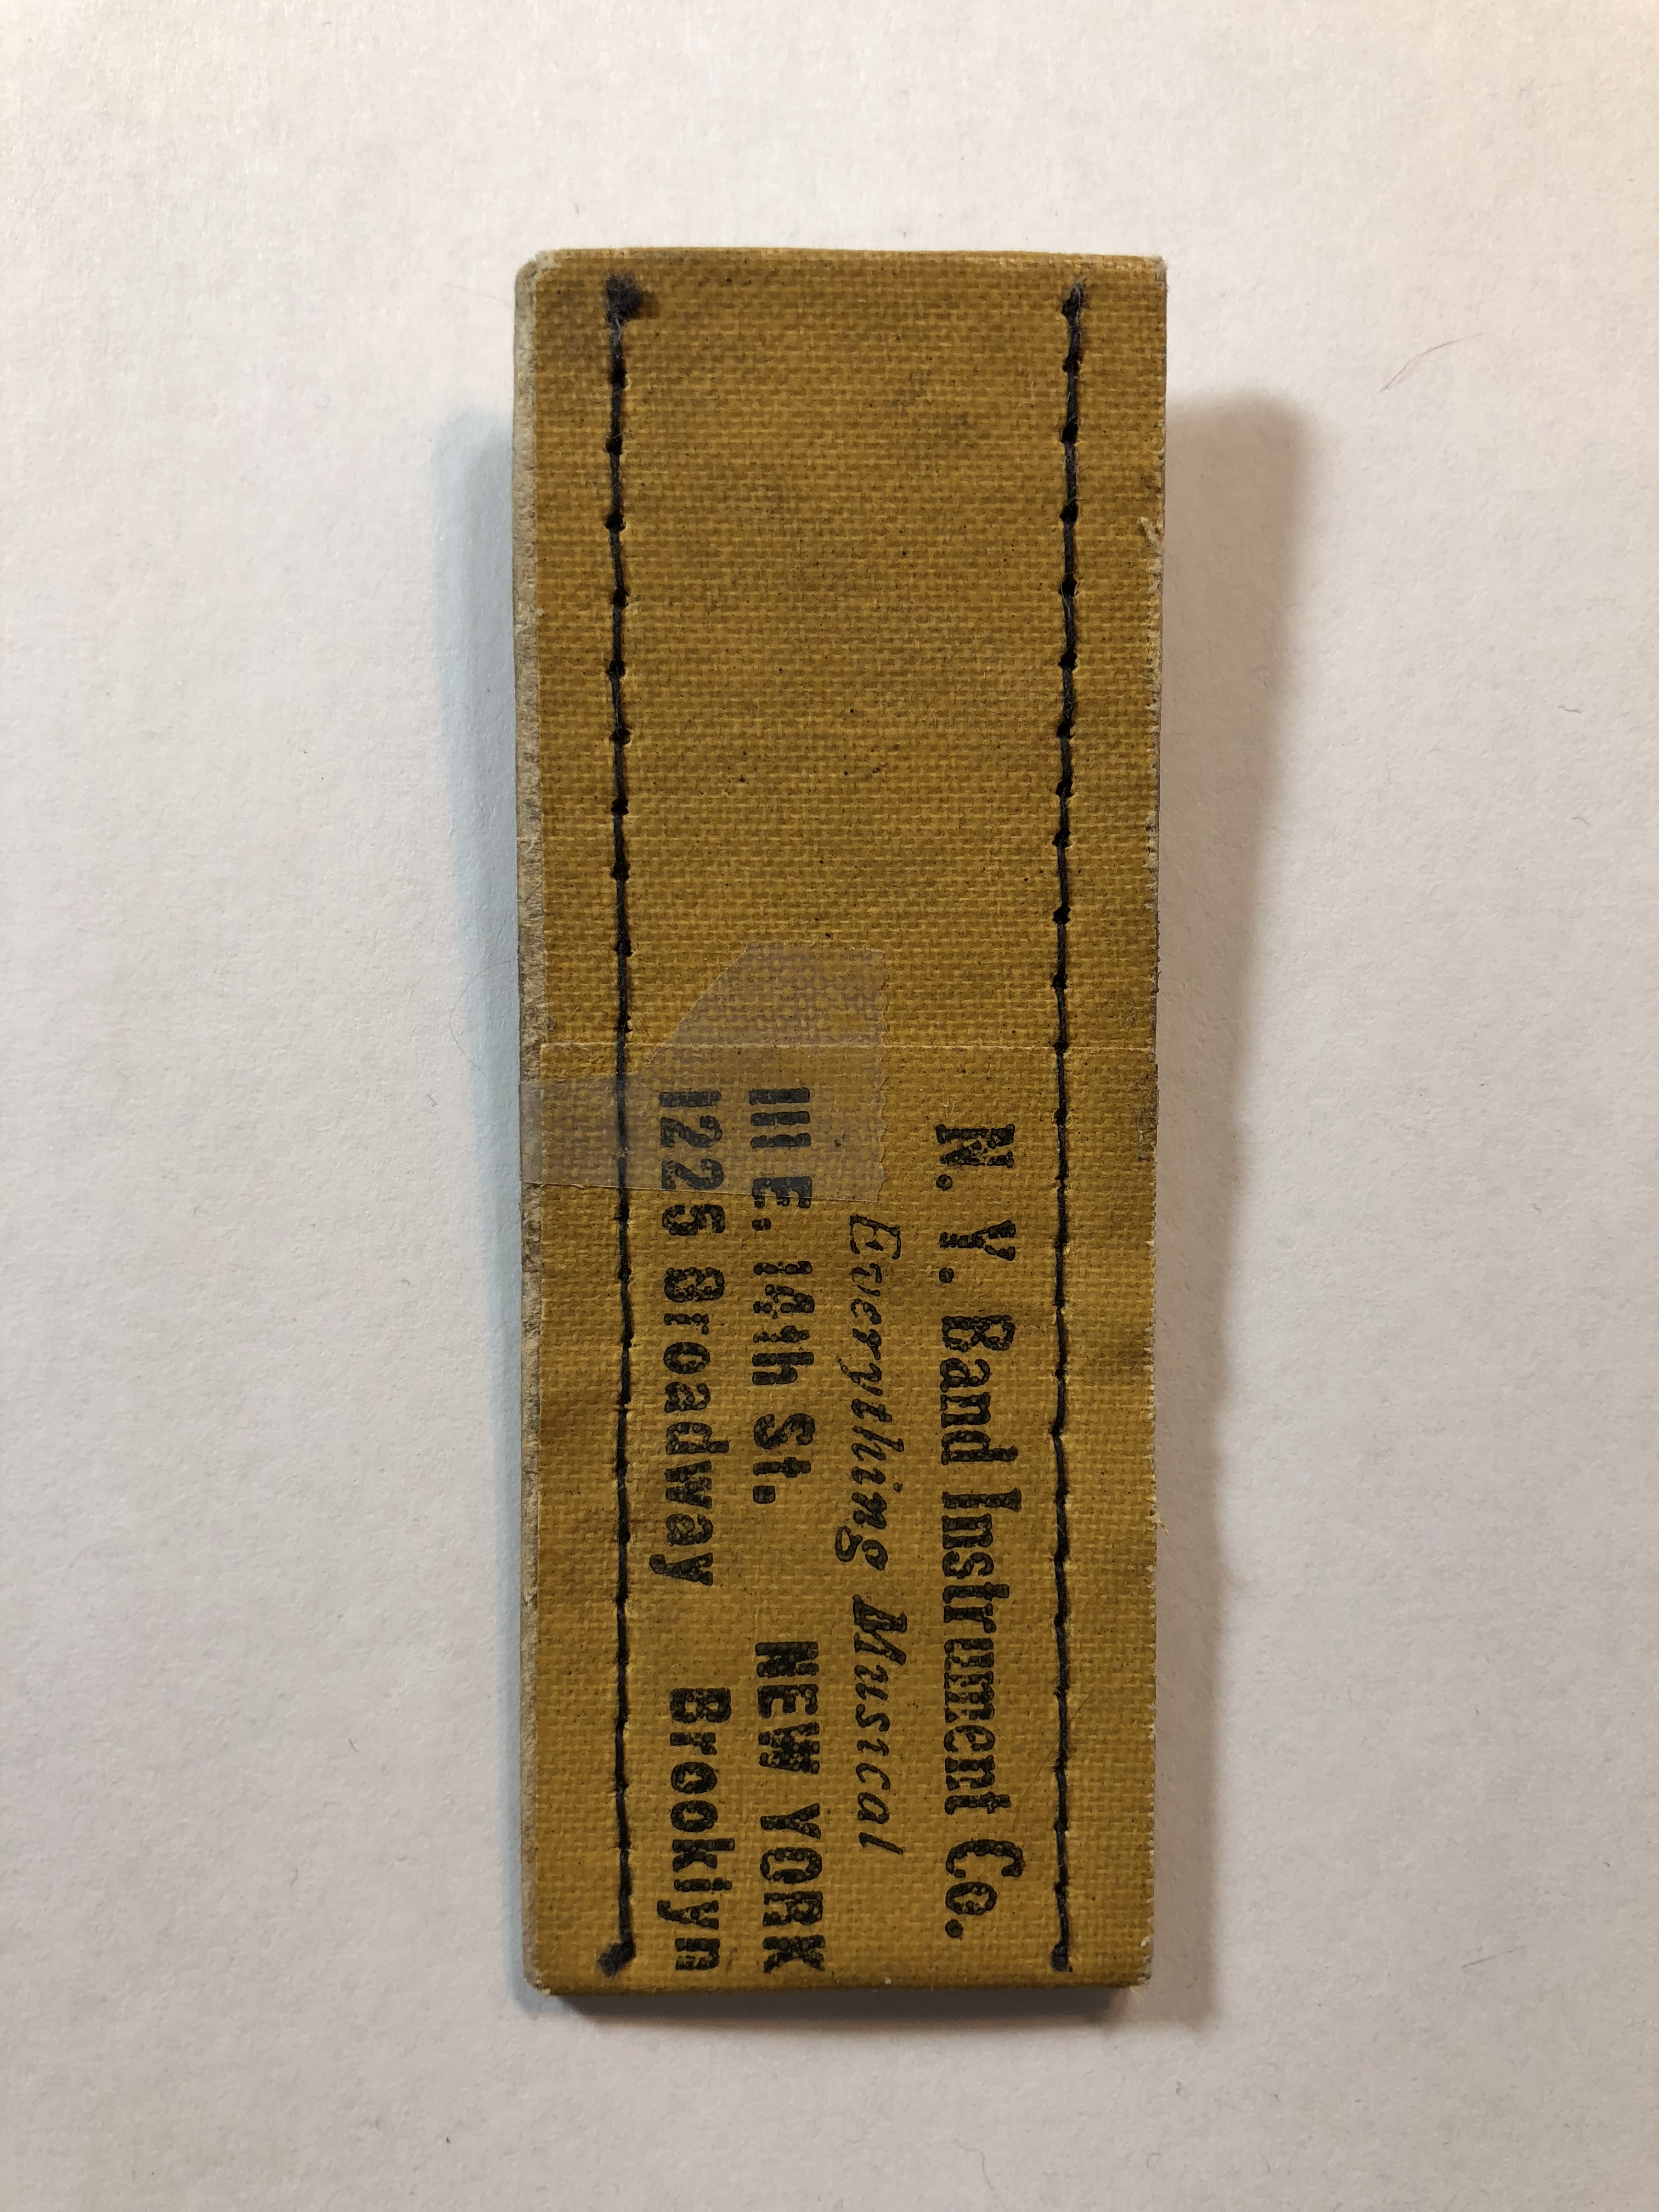 N. Y. Band Instrument Co.
Everything Musical
111 E. 14th St. NEW YORK
1225 Broadway Brooklyn